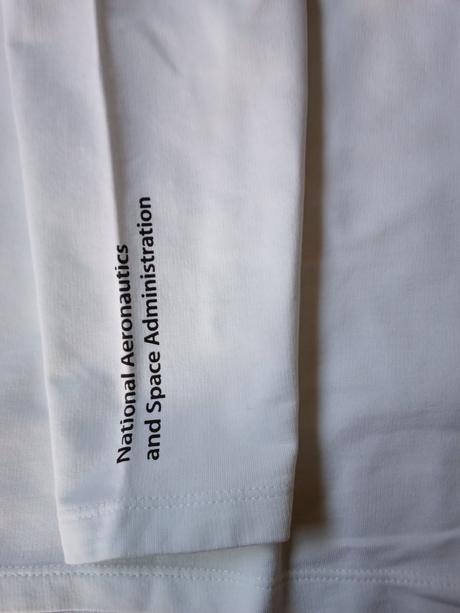 National Aeronautics
and Space Administration